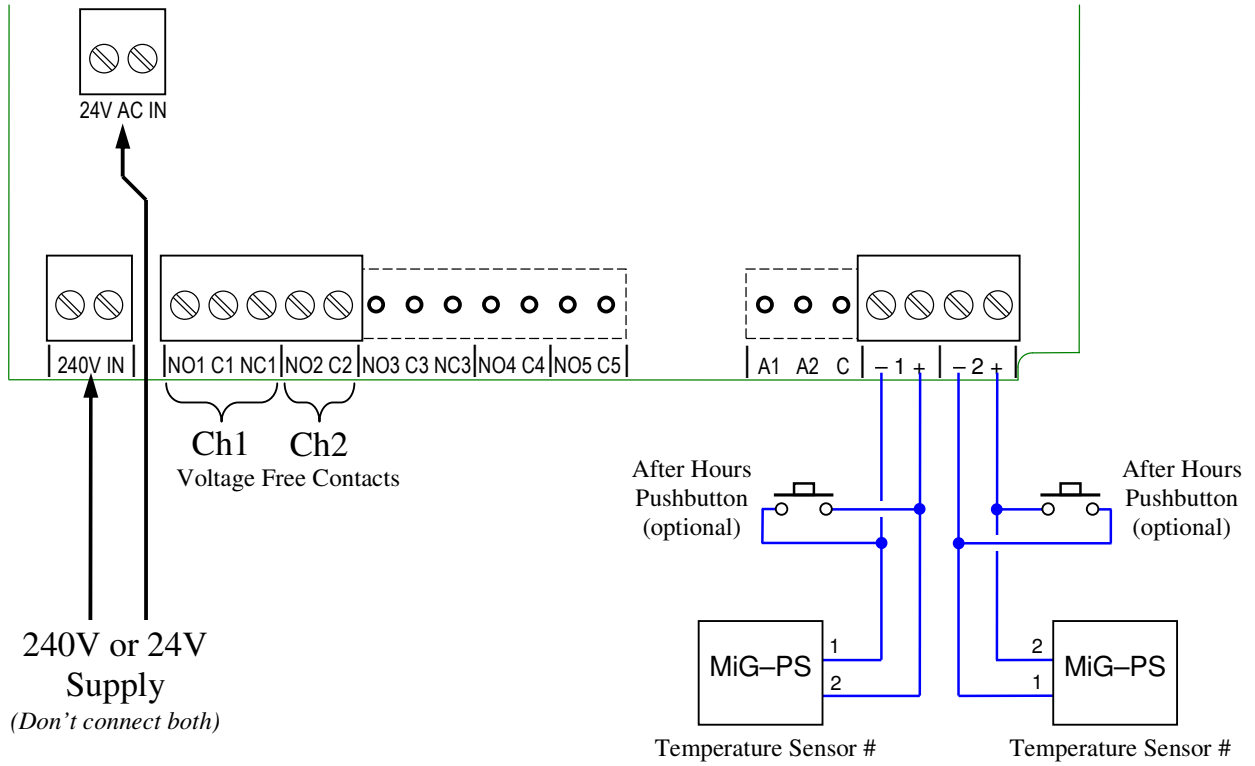 24V AC IN
240V IN
NO1 C1 NC1 NO2 C2 NO3 C3 NC3 NO4 C4 NO5 C5
A1 A2 C – 1 + – 2 +
Ch1 Ch2
Voltage Free Contacts
After Hours
Pushbutton
(optional)
After Hours
Pushbutton
(optional)
240V or 24V
Supply
(Don't connect both)
MiG–PS
1
2
Temperature Sensor #
2
1
MiG–PS
Temperature Sensor #